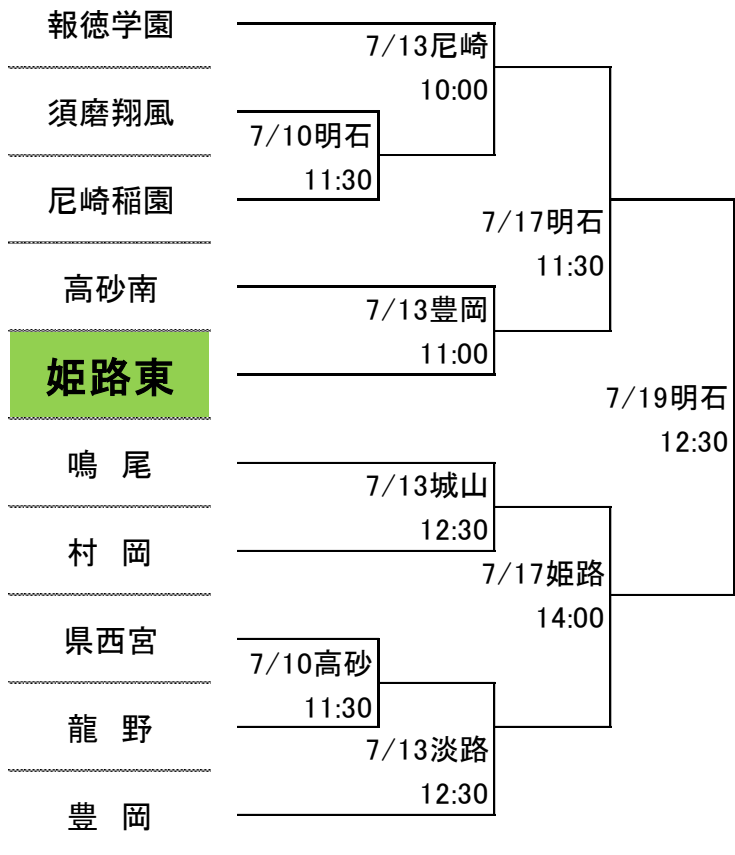 報徳学園
7/13尼崎
10:00
須磨翔風
7/10明石
11:30
尼崎稲園
7/17明石
11:30
高砂南
7/13豊岡
11:00
姫路東
7/19明石
12:30
鳴　尾
7/13城山
12:30
村　岡
7/17姫路
14:00
県西宮
7/10高砂
11:30
龍　野
7/13淡路
12:30
豊　岡